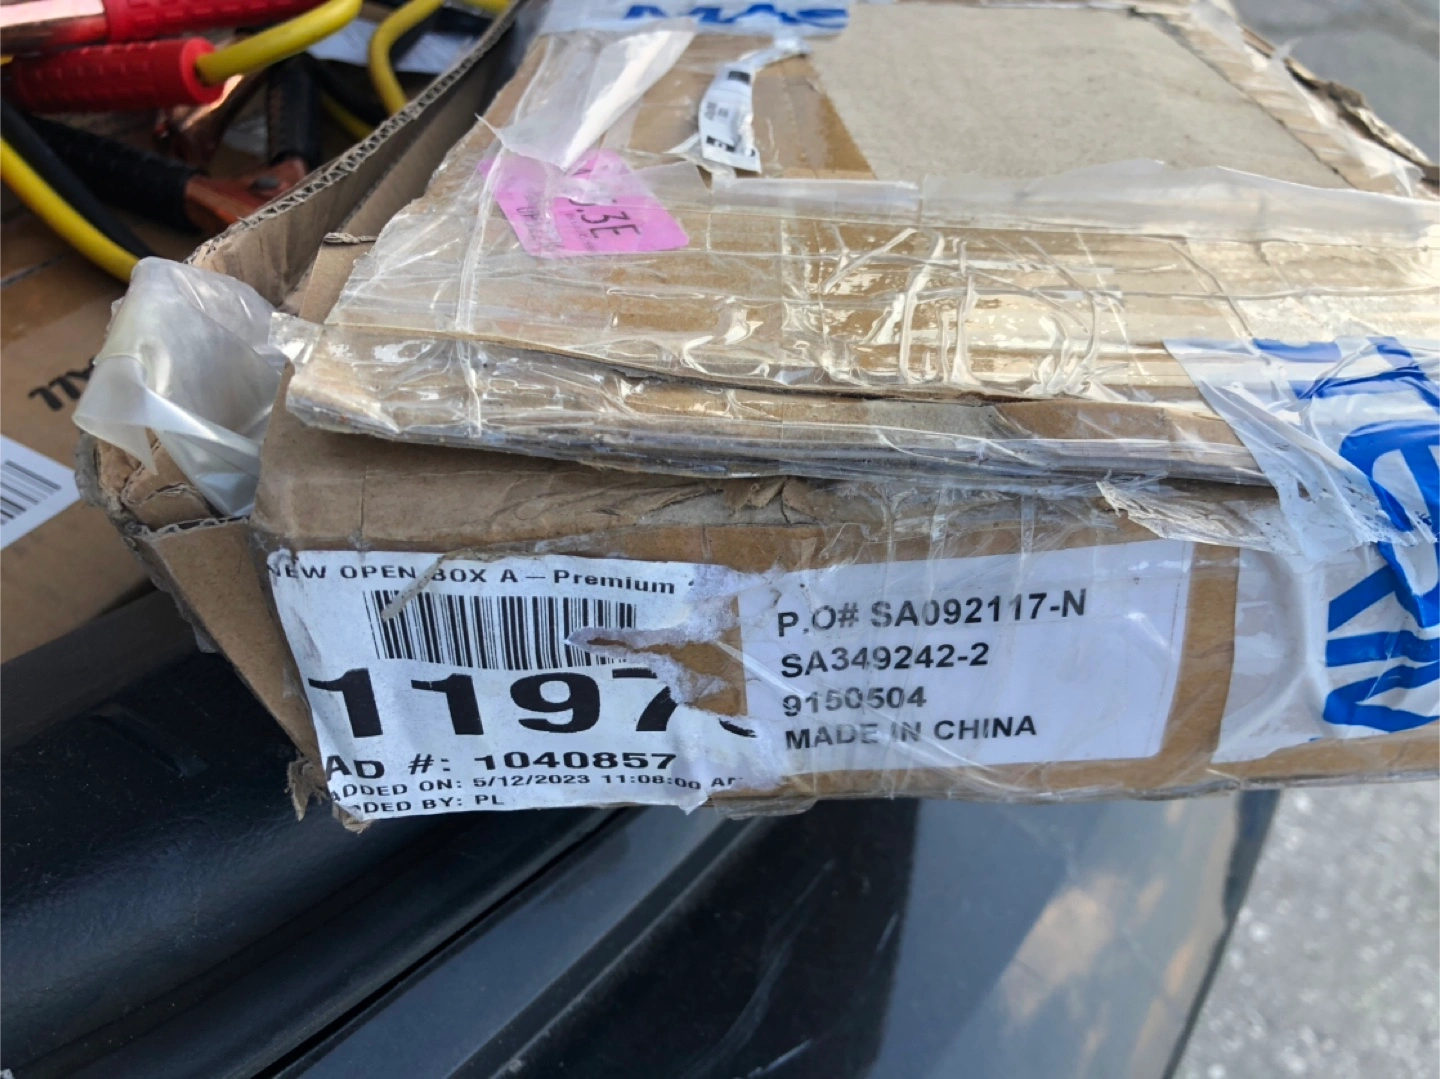 .3E
NEW OPEN BOX A - Premium
1197
AD #: 1040857
ADDED ON: 5/12/2023 11:08:00
DED BY: PL
P.O# SA092117-N
SA349242-2
9150504
MADE IN CHINA